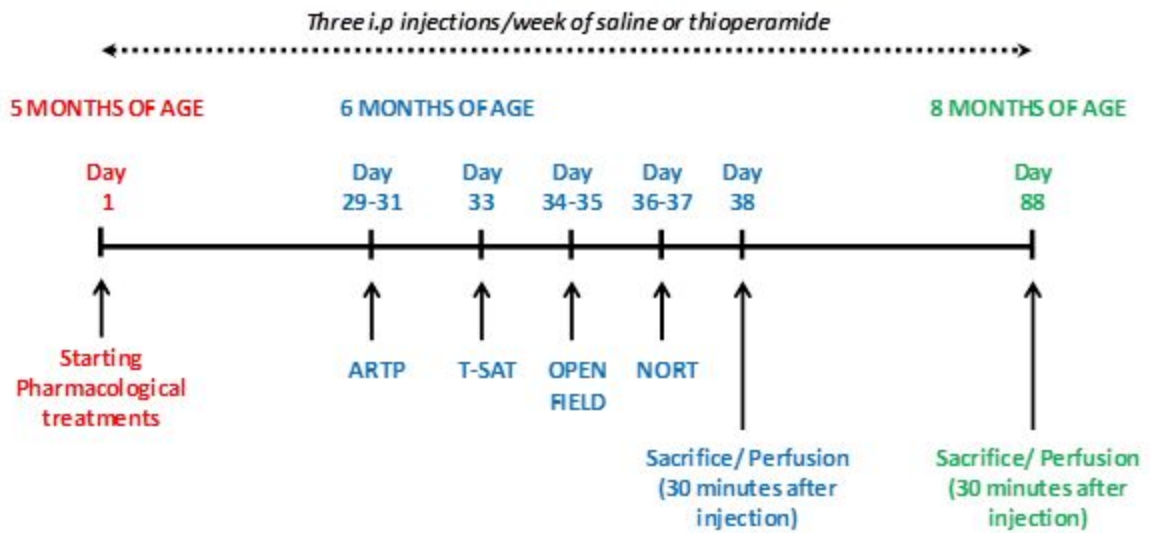 Three i.p injections/week of saline or thioperamide
5 MONTHS OF AGE
6 MONTHS OF AGE
8 MONTHS OF AGE
Day
1
Day
29-31
Day
33
Day
34-35
Day
36-37
Day
38
Day
88
Starting
Pharmacological
treatments
ARTP
T-SAT
OPEN
FIELD
NORT
Sacrifice/ Perfusion
(30 minutes after
injection)
Sacrifice/ Perfusion
(30 minutes after
injection)